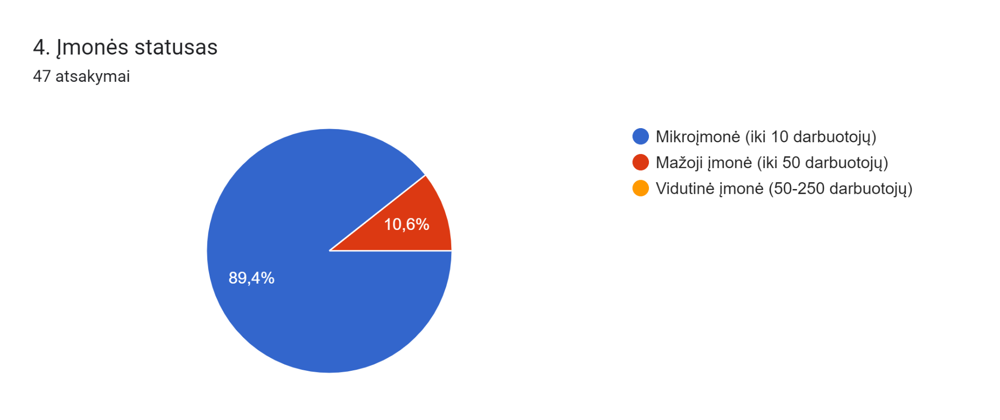 4. Įmonės statusas
47 atsakymai
Mikroįmonė (iki 10 darbuotojų)
Mažoji įmonė (iki 50 darbuotojų)
Vidutinė įmonė (50-250 darbuotojų)
10,6%
89,4%